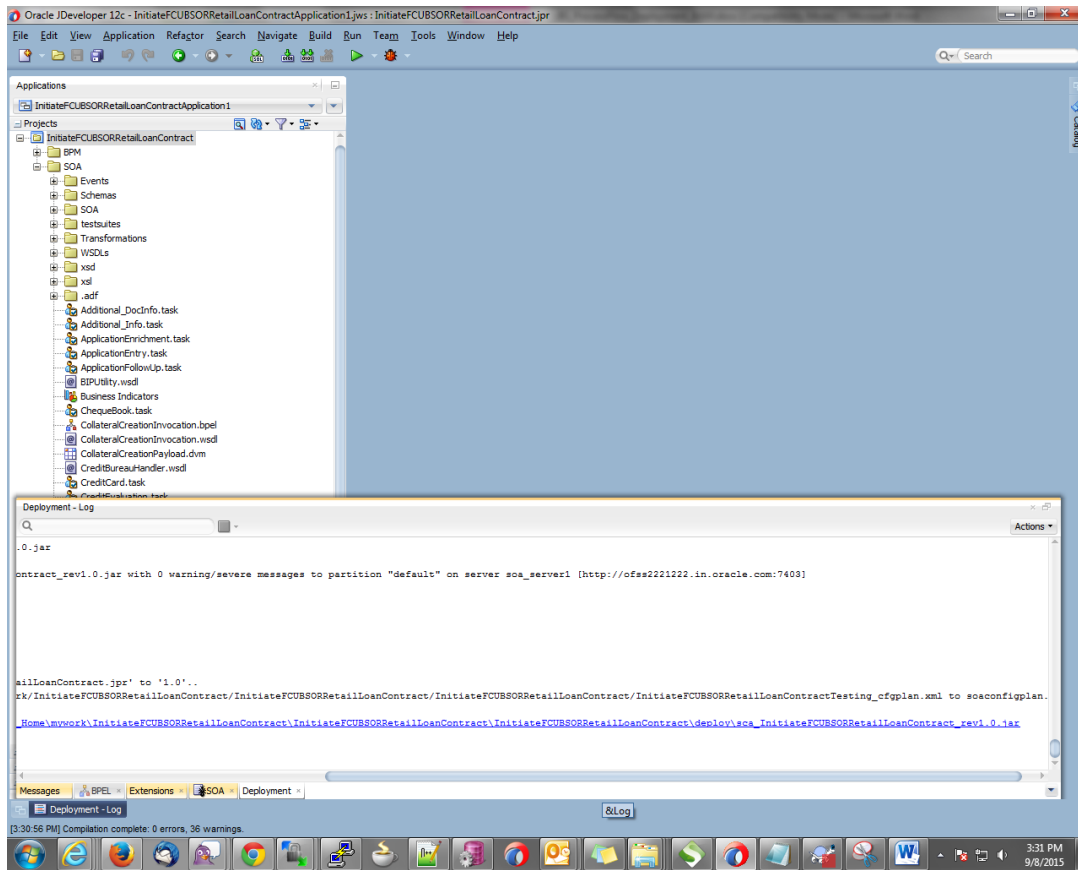 Oracle JDeveloper 12c - InitiateFCUBSORRetailLoanContractApplication1.jws : InitiateFCUBSORRetailLoanContract.jpr
File Edit View Application Refactor Search Navigate Build Run Team Tools Window Help
Search
Applications
InitiateFCUBSORRetailLoanContractApplication1
Projects
Catalog
InitiateFCUBSORRetailLoanContract
BPM
SOA
Events
Schemas
SOA
testsuites
Transformations
WSDLs
xsd
xsl
.adf
Additional_DocInfo.task
Additional_Info.task
ApplicationEnrichment.task
ApplicationEntry.task
ApplicationFollowUp.task
BIPUtility.wsdl
Business Indicators
ChequeBook.task
CollateralCreationInvocation.bpel
CollateralCreationInvocation.wsdl
CollateralCreationPayload.dvm
CreditBureauHandler.wsdl
CreditCard.task
CreditEvaluation.task
Deployment - Log
Actions
.0.jar
ontract_rev1.0.jar with 0 warning/severe messages to partition "default" on server soa_server1 [http://ofss2221222.in.oracle.com:7403]
ailLoanContract.jpr' to '1.0'..
rk/InitiateFCUBSORRetailLoanContract/InitiateFCUBSORRetailLoanContract/InitiateFCUBSORRetailLoanContract/InitiateFCUBSORRetailLoanContractTesting_cfgplan.xml to soaconfigplan.
_Home\mywork\InitiateFCUBSORRetailLoanContract\InitiateFCUBSORRetailLoanContract\InitiateFCUBSORRetailLoanContract\deploy\sca_InitiateFCUBSORRetailLoanContract_rev1.0.jar
Messages BPEL Extensions SOA Deployment
Deployment - Log
&Log
[3:30:56 PM] Compilation complete: 0 errors, 36 warnings.
3:31 PM
9/8/2015